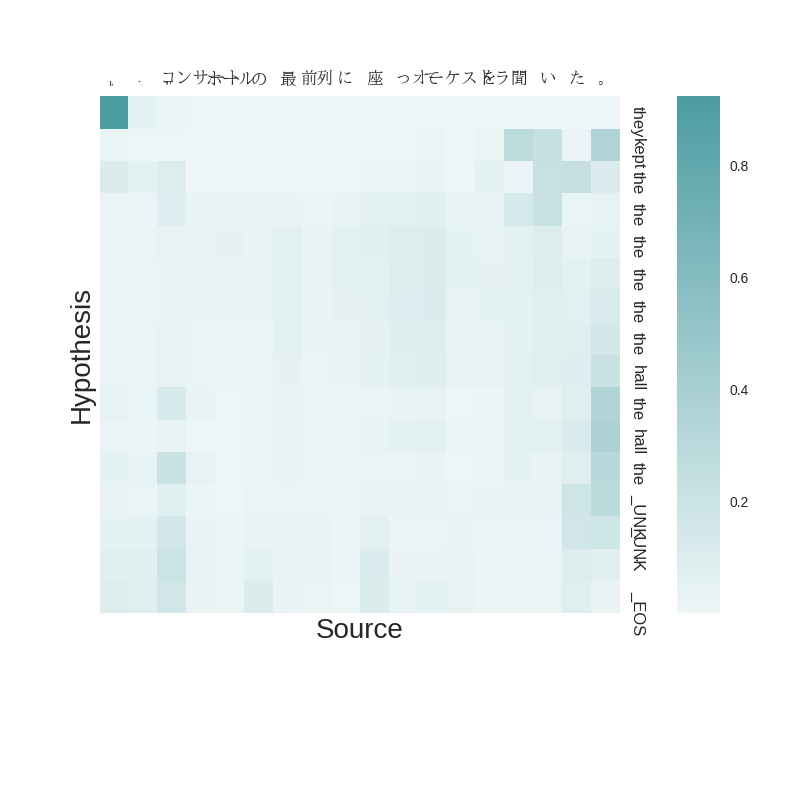 コンサート ホール の 最 前列 に 座 っ て オーケストラ を 聞 い た 。
they
kept
the
the
the
the
the
the
hall
the
hall
the
_UNK
_UNK
_EOS
0.8
0.6
0.4
0.2
Hypothesis
Source